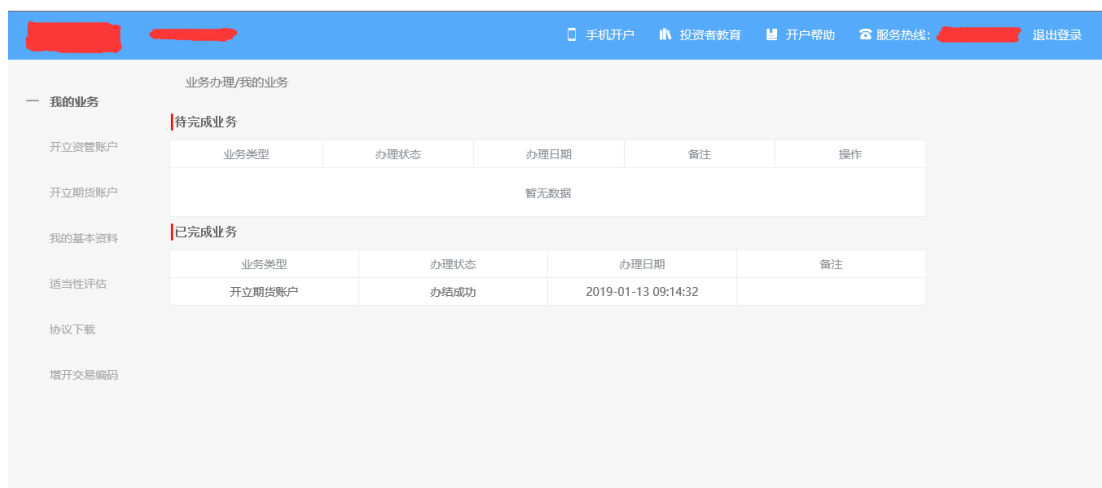 手机开户 投资者教育 开户帮助 服务热线: 退出登录
业务办理/我的业务
我的业务
开立资管账户
开立期货账户
我的基本资料
适当性评估
协议下载
增开交易编码
待完成业务
业务类型 办理状态 办理日期 备注 操作
暂无数据
已完成业务
业务类型 办理状态 办理日期 备注
开立期货账户 办结成功 2019-01-13 09:14:32